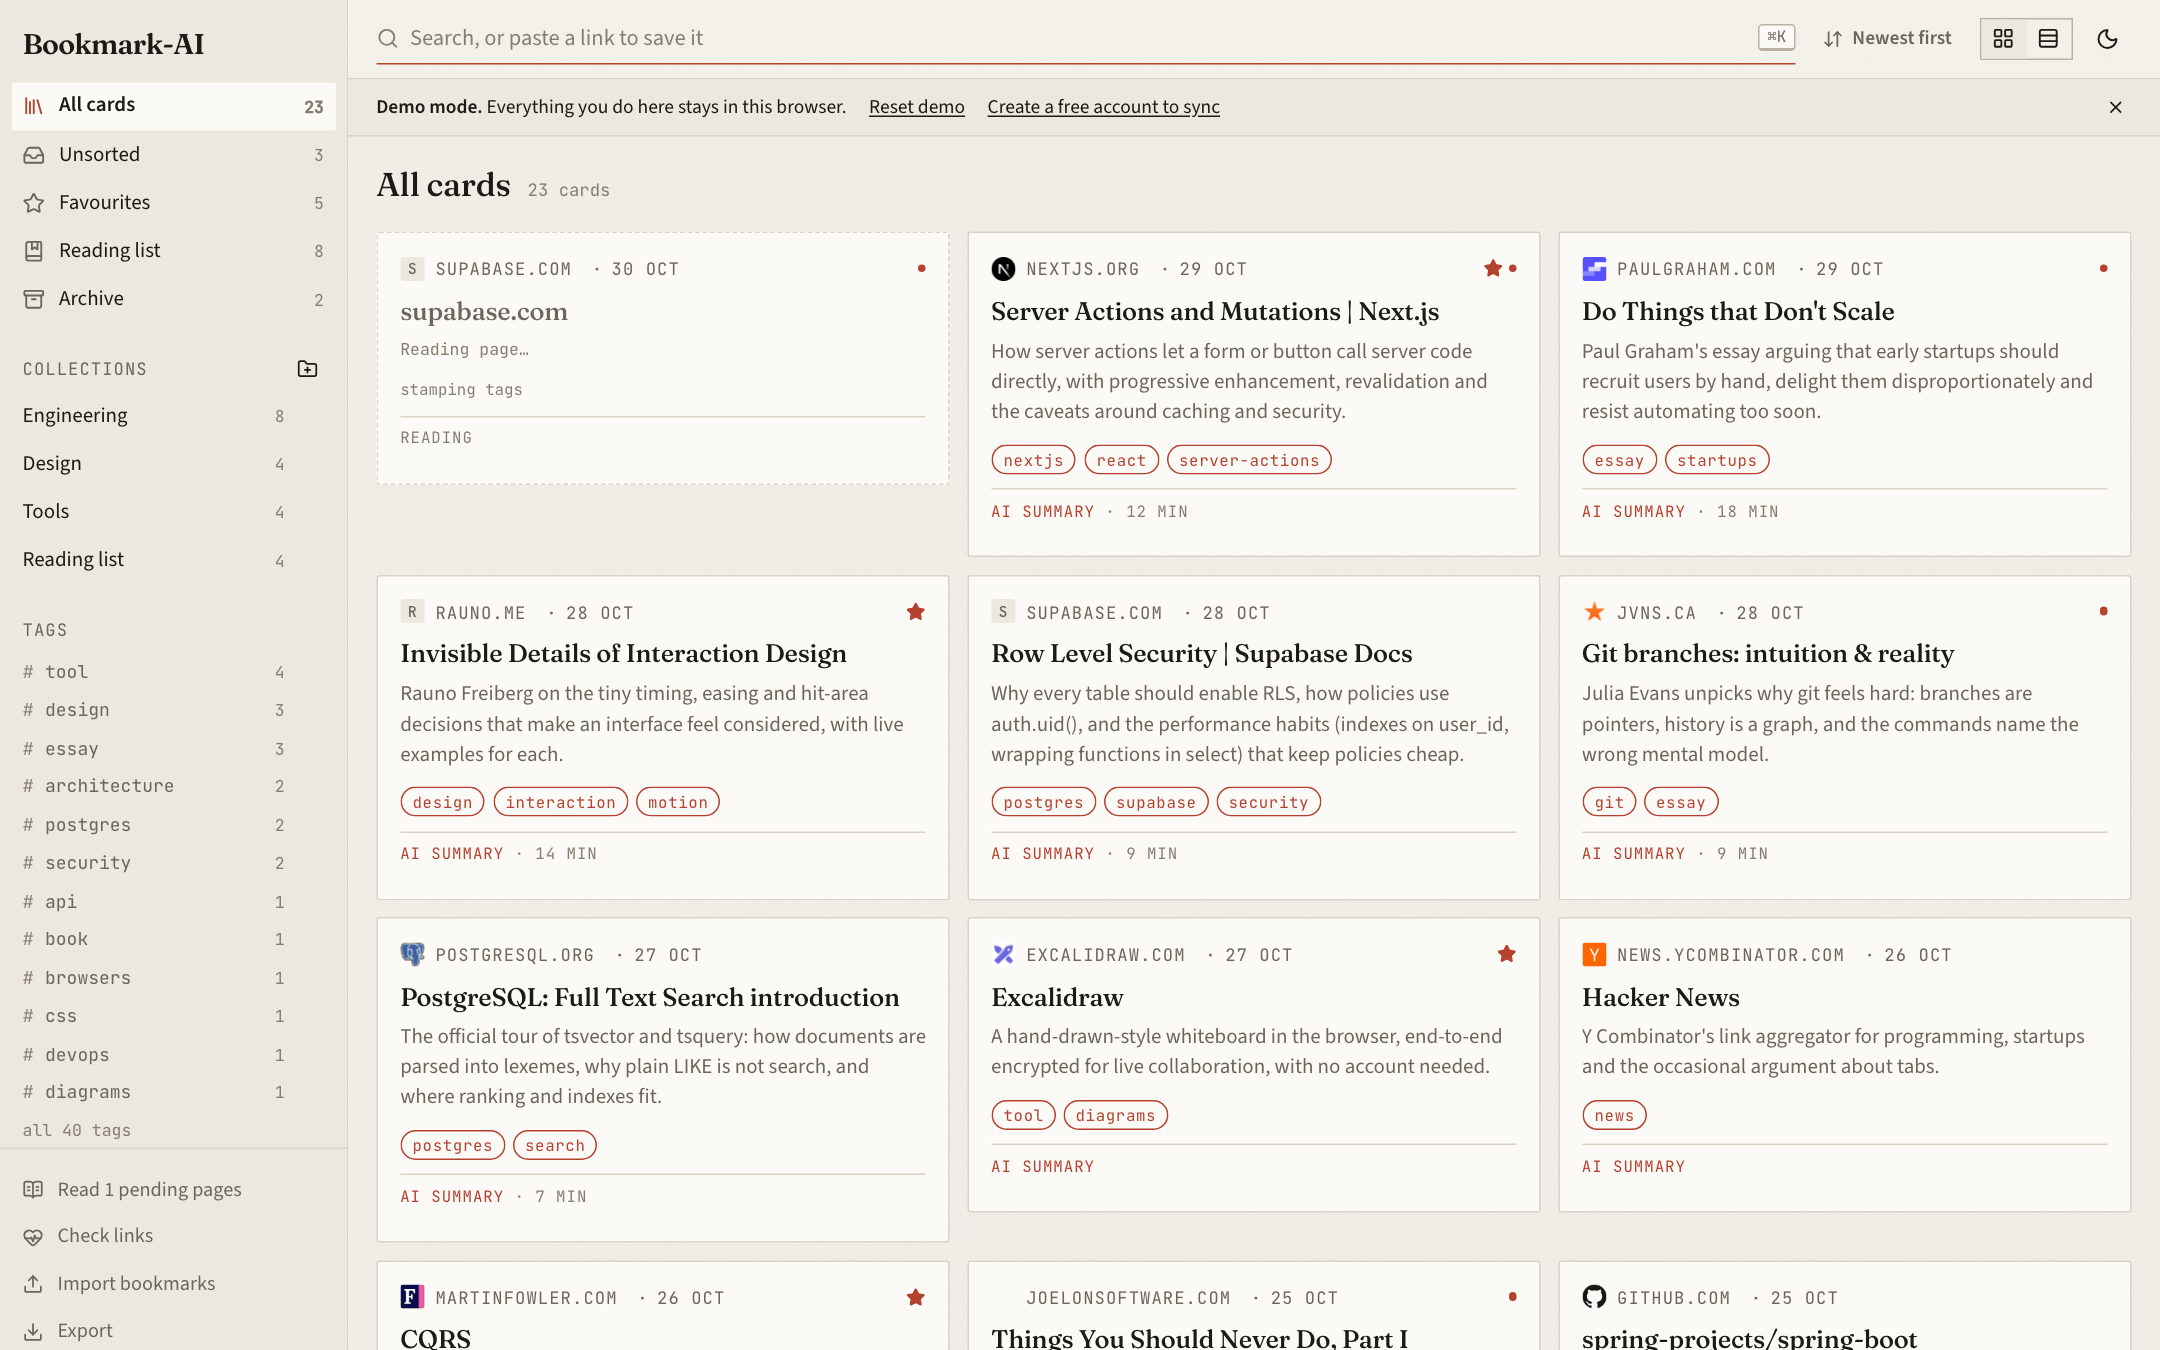 Bookmark-AI
All cards 23
Unsorted 3
Favourites 5
Reading list 8
Archive 2
COLLECTIONS
Engineering 8
Design 4
Tools 4
Reading list 4
TAGS
# tool 4
# design 3
# essay 3
# architecture 2
# postgres 2
# security 2
# api 1
# book 1
# browsers 1
# css 1
# devops 1
# diagrams 1
all 40 tags
Read 1 pending pages
Check links
Import bookmarks
Export
Search, or paste a link to save it ⌘K Newest first
Demo mode. Everything you do here stays in this browser. Reset demo Create a free account to sync
All cards 23 cards
S SUPABASE.COM · 30 OCT
supabase.com
Reading page…
stamping tags
READING
N NEXTJS.ORG · 29 OCT
Server Actions and Mutations | Next.js
How server actions let a form or button call server code
directly, with progressive enhancement, revalidation and
the caveats around caching and security.
nextjs react server-actions
AI SUMMARY · 12 MIN
PAULGRAHAM.COM · 29 OCT
Do Things that Don't Scale
Paul Graham's essay arguing that early startups should
recruit users by hand, delight them disproportionately and
resist automating too soon.
essay startups
AI SUMMARY · 18 MIN
R RAUNO.ME · 28 OCT
Invisible Details of Interaction Design
Rauno Freiberg on the tiny timing, easing and hit-area
decisions that make an interface feel considered, with live
examples for each.
design interaction motion
AI SUMMARY · 14 MIN
S SUPABASE.COM · 28 OCT
Row Level Security | Supabase Docs
Why every table should enable RLS, how policies use
auth.uid(), and the performance habits (indexes on user_id,
wrapping functions in select) that keep policies cheap.
postgres supabase security
AI SUMMARY · 9 MIN
JVNS.CA · 28 OCT
Git branches: intuition & reality
Julia Evans unpicks why git feels hard: branches are
pointers, history is a graph, and the commands name the
wrong mental model.
git essay
AI SUMMARY · 9 MIN
POSTGRESQL.ORG · 27 OCT
PostgreSQL: Full Text Search introduction
The official tour of tsvector and tsquery: how documents are
parsed into lexemes, why plain LIKE is not search, and
where ranking and indexes fit.
postgres search
AI SUMMARY · 7 MIN
EXCALIDRAW.COM · 27 OCT
Excalidraw
A hand-drawn-style whiteboard in the browser, end-to-end
encrypted for live collaboration, with no account needed.
tool diagrams
AI SUMMARY
Y NEWS.YCOMBINATOR.COM · 26 OCT
Hacker News
Y Combinator's link aggregator for programming, startups
and the occasional argument about tabs.
news
AI SUMMARY
F MARTINFOWLER.COM · 26 OCT
CQRS
JOELONSOFTWARE.COM · 25 OCT
Things You Should Never Do, Part I
GITHUB.COM · 25 OCT
spring-projects/spring-boot